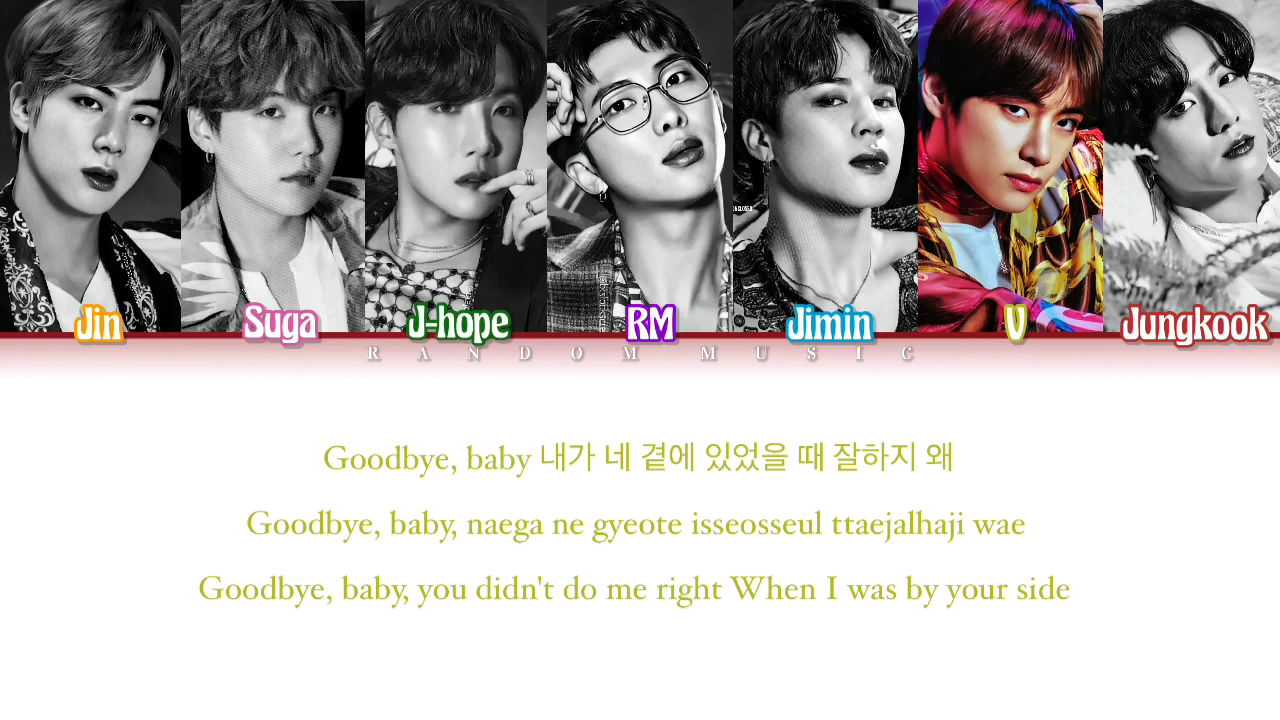 Jin Suga J-hope RM Jimin V Jungkook
RANDOM MUSIC
Goodbye, baby 내가 네 곁에 있었을 때 잘하지 왜
Goodbye, baby, naega ne gyeote isseosseul ttaejalhaji wae
Goodbye, baby, you didn't do me right When I was by your side